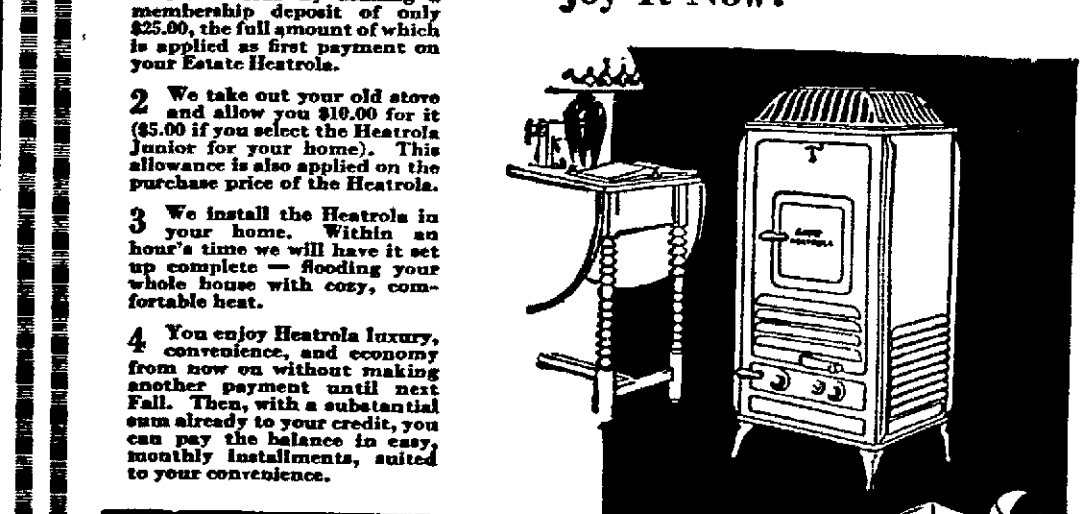 membership deposit of only
$25.00, the full amount of which
is applied as first payment on
your Estate Heatrola.
2 We take out your old stove
and allow you $10.00 for it
($5.00 if you select the Heatrola
Junior for your home). This
allowance is also applied on the
purchase price of the Heatrola.
3 We install the Heatrola in
your home. Within an
hour's time we will have it set
up complete — flooding your
whole house with cozy, com-
fortable heat.
4 You enjoy Heatrola luxury,
convenience, and economy
from now on without making
another payment until next
Fall. Then, with a substantial
sum already to your credit, you
can pay the balance in easy,
monthly installments, suited
to your convenience.
joy It Now!
HEATROLA